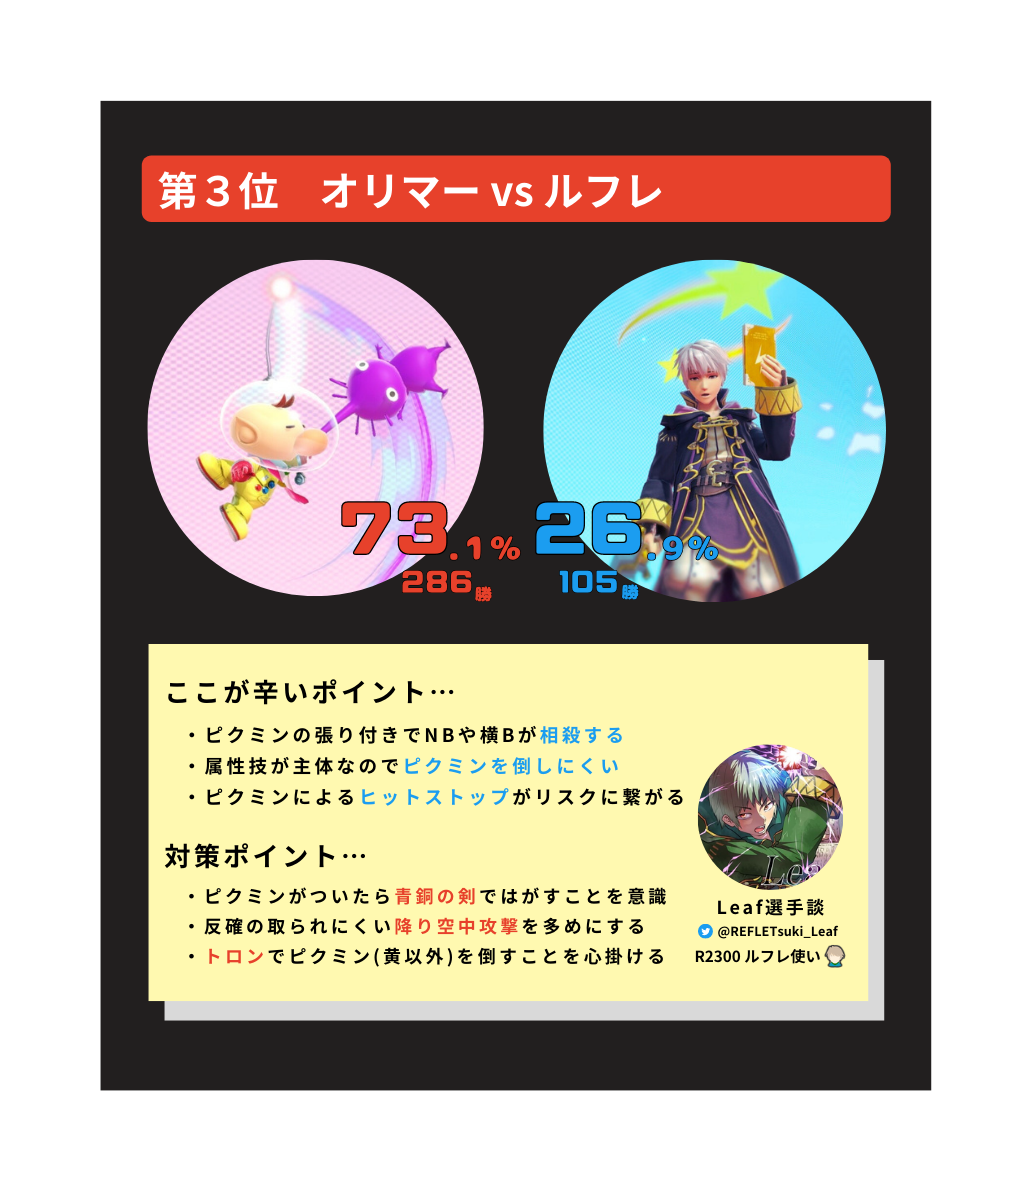 第３位　オリマー vs ルフレ
73.1%
26.9%
286勝
105勝
ここが辛いポイント…
・ピクミンの張り付きでNBや横Bが相殺する
・属性技が主体なのでピクミンを倒しにくい
・ピクミンによるヒットストップがリスクに繋がる
対策ポイント…
・ピクミンがついたら青銅の剣ではがすことを意識
・反確の取られにくい降り空中攻撃を多めにする
・トロンでピクミン(黄以外)を倒すことを心掛ける
Leaf選手談
@REFLETsuki_Leaf
R2300 ルフレ使い